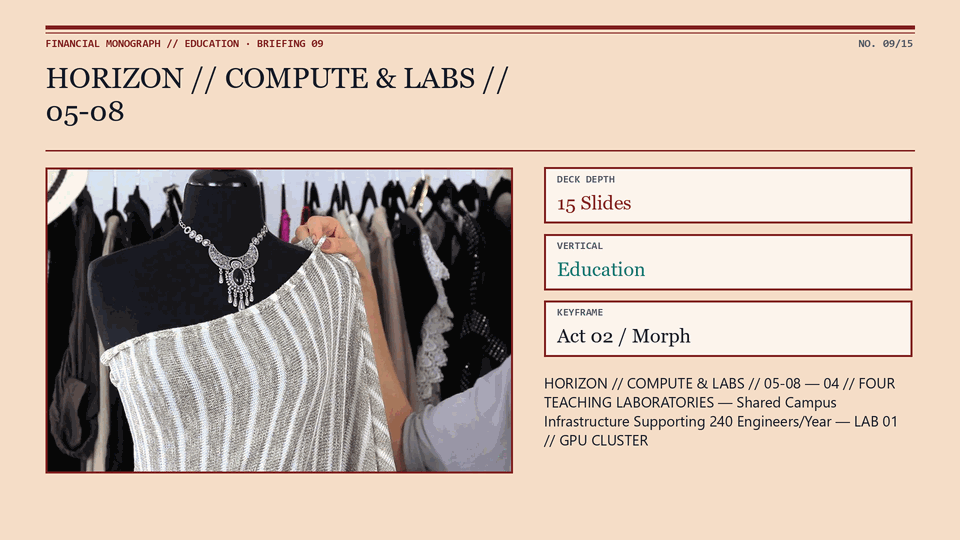 FINANCIAL MONOGRAPH // EDUCATION · BRIEFING 09
NO. 09/15
HORIZON // COMPUTE & LABS //
05-08
DECK DEPTH
15 Slides
VERTICAL
Education
KEYFRAME
Act 02 / Morph
HORIZON // COMPUTE & LABS // 05-08 — 04 // FOUR
TEACHING LABORATORIES — Shared Campus
Infrastructure Supporting 240 Engineers/Year — LAB 01
// GPU CLUSTER